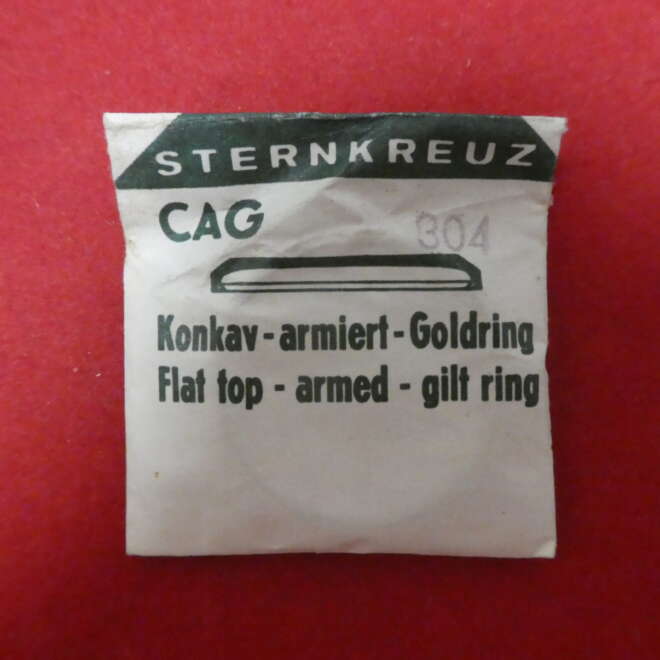 STERNKREUZ
CAG 304
Konkav-armiert-Goldring
Flat top - armed - gilt ring